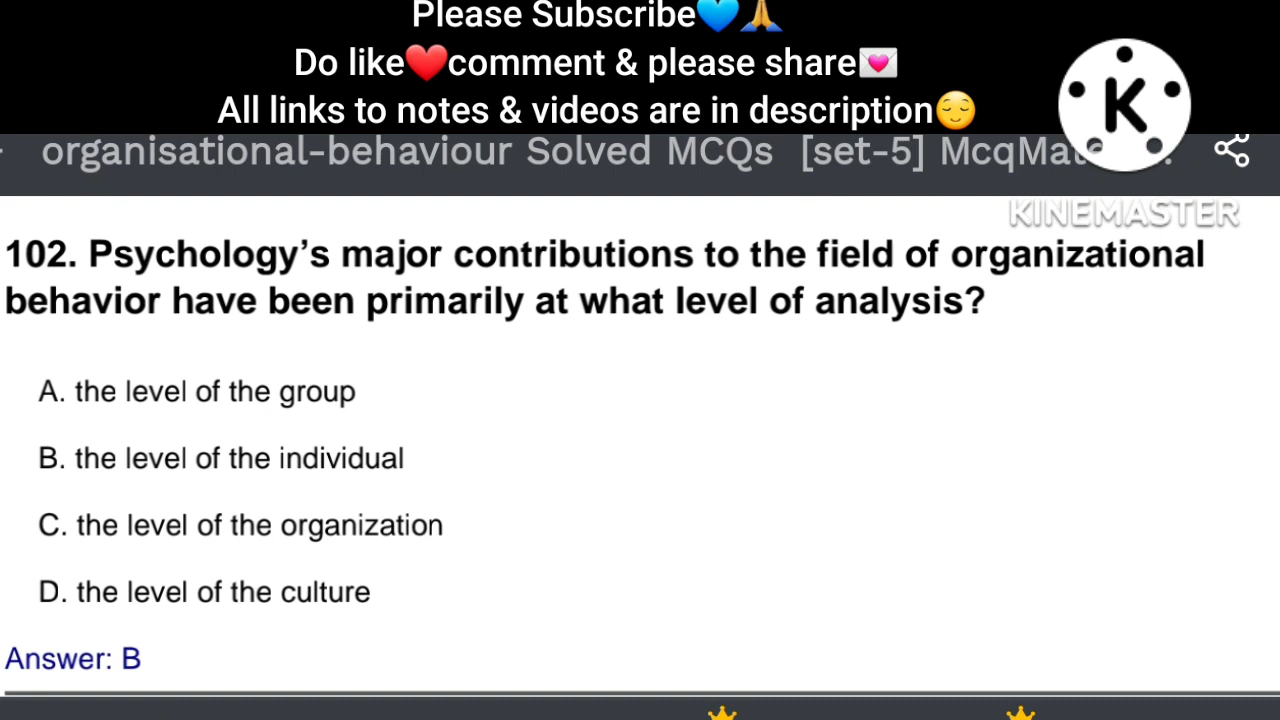 Please Subscribe💙🙏
Do like❤️comment & please share💌
All links to notes & videos are in description😌
K
organisational-behaviour Solved MCQs [set-5]
KINEMASTER
102. Psychology’s major contributions to the field of organizational
behavior have been primarily at what level of analysis?
A. the level of the group
B. the level of the individual
C. the level of the organization
D. the level of the culture
Answer: B